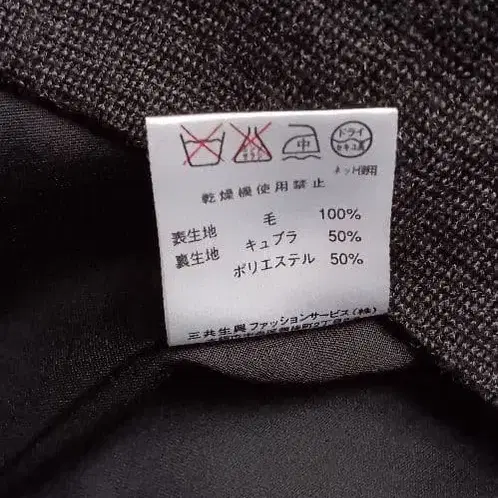 中
ドライ
セキユ系
ネット使用
乾燥機使用禁止
表生地 毛 100%
裏生地 キュプラ 50%
ポリエステル 50%
三共生興ファッションサービス(株)